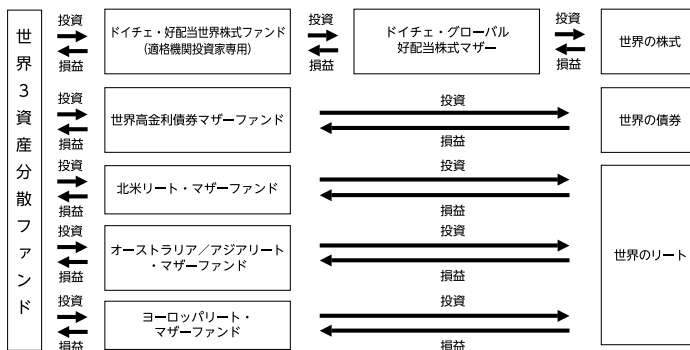 世界3資産分散ファンド
投資
損益
ドイチェ・好配当世界株式ファンド
（適格機関投資家専用）
投資
損益
ドイチェ・グローバル
好配当株式マザー
投資
損益
世界の株式
投資
損益
世界高金利債券マザーファンド
投資
損益
世界の債券
投資
損益
北米リート・マザーファンド
投資
損益
世界のリート
投資
損益
オーストラリア／アジアリート
・マザーファンド
投資
損益
投資
損益
ヨーロッパリート・
マザーファンド
投資
損益